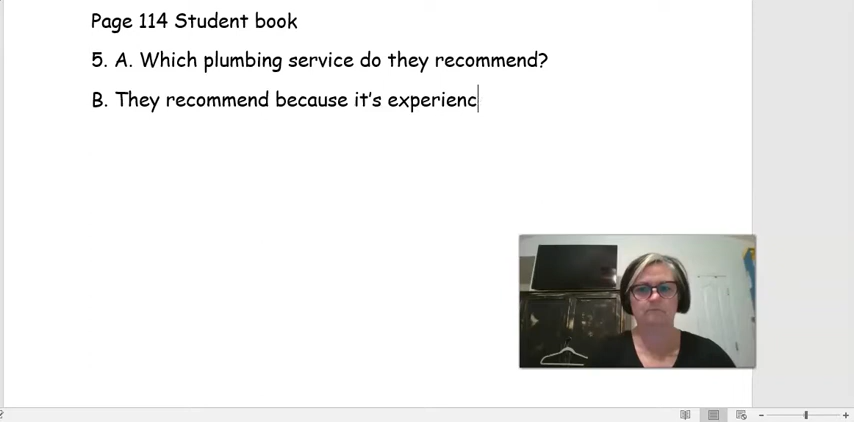 Page 114 Student book
5. A. Which plumbing service do they recommend?
B. They recommend because it's experienc